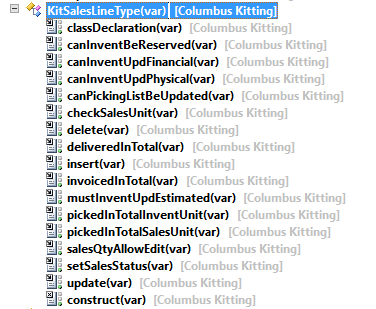 KitSalesLineType(var) [Columbus Kitting]
classDeclaration(var) [Columbus Kitting]
canInventBeReserved(var) [Columbus Kitting]
canInventUpdFinancial(var) [Columbus Kitting]
canInventUpdPhysical(var) [Columbus Kitting]
canPickingListBeUpdated(var) [Columbus Kitting]
checkSalesUnit(var) [Columbus Kitting]
delete(var) [Columbus Kitting]
deliveredInTotal(var) [Columbus Kitting]
insert(var) [Columbus Kitting]
invoicedInTotal(var) [Columbus Kitting]
mustInventUpdEstimated(var) [Columbus Kitting]
pickedInTotalInventUnit(var) [Columbus Kitting]
pickedInTotalSalesUnit(var) [Columbus Kitting]
salesQtyAllowEdit(var) [Columbus Kitting]
setSalesStatus(var) [Columbus Kitting]
update(var) [Columbus Kitting]
construct(var) [Columbus Kitting]